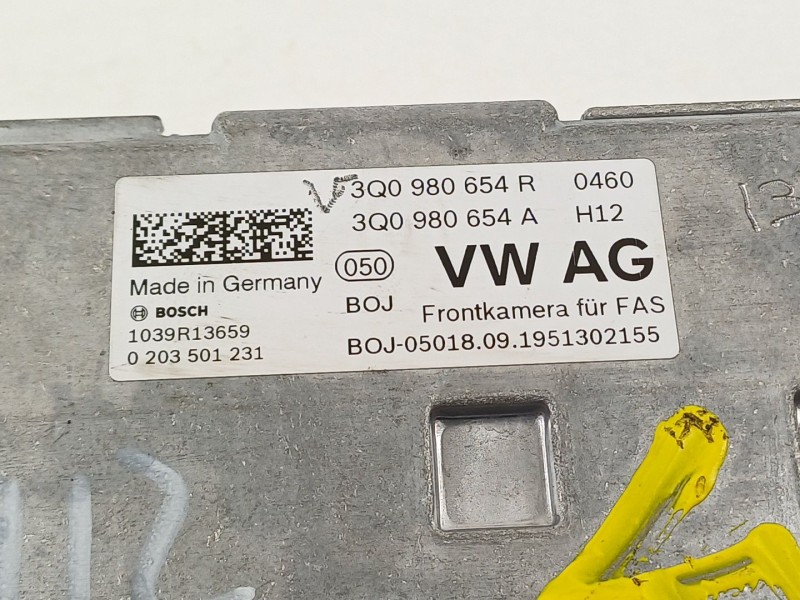 3Q0 980 654 R 0460
3Q0 980 654 A H12
050 VW AG
Made in Germany
BOSCH BOJ Frontkamera für FAS
1039R13659
0 203 501 231 BOJ-05018.09.1951302155